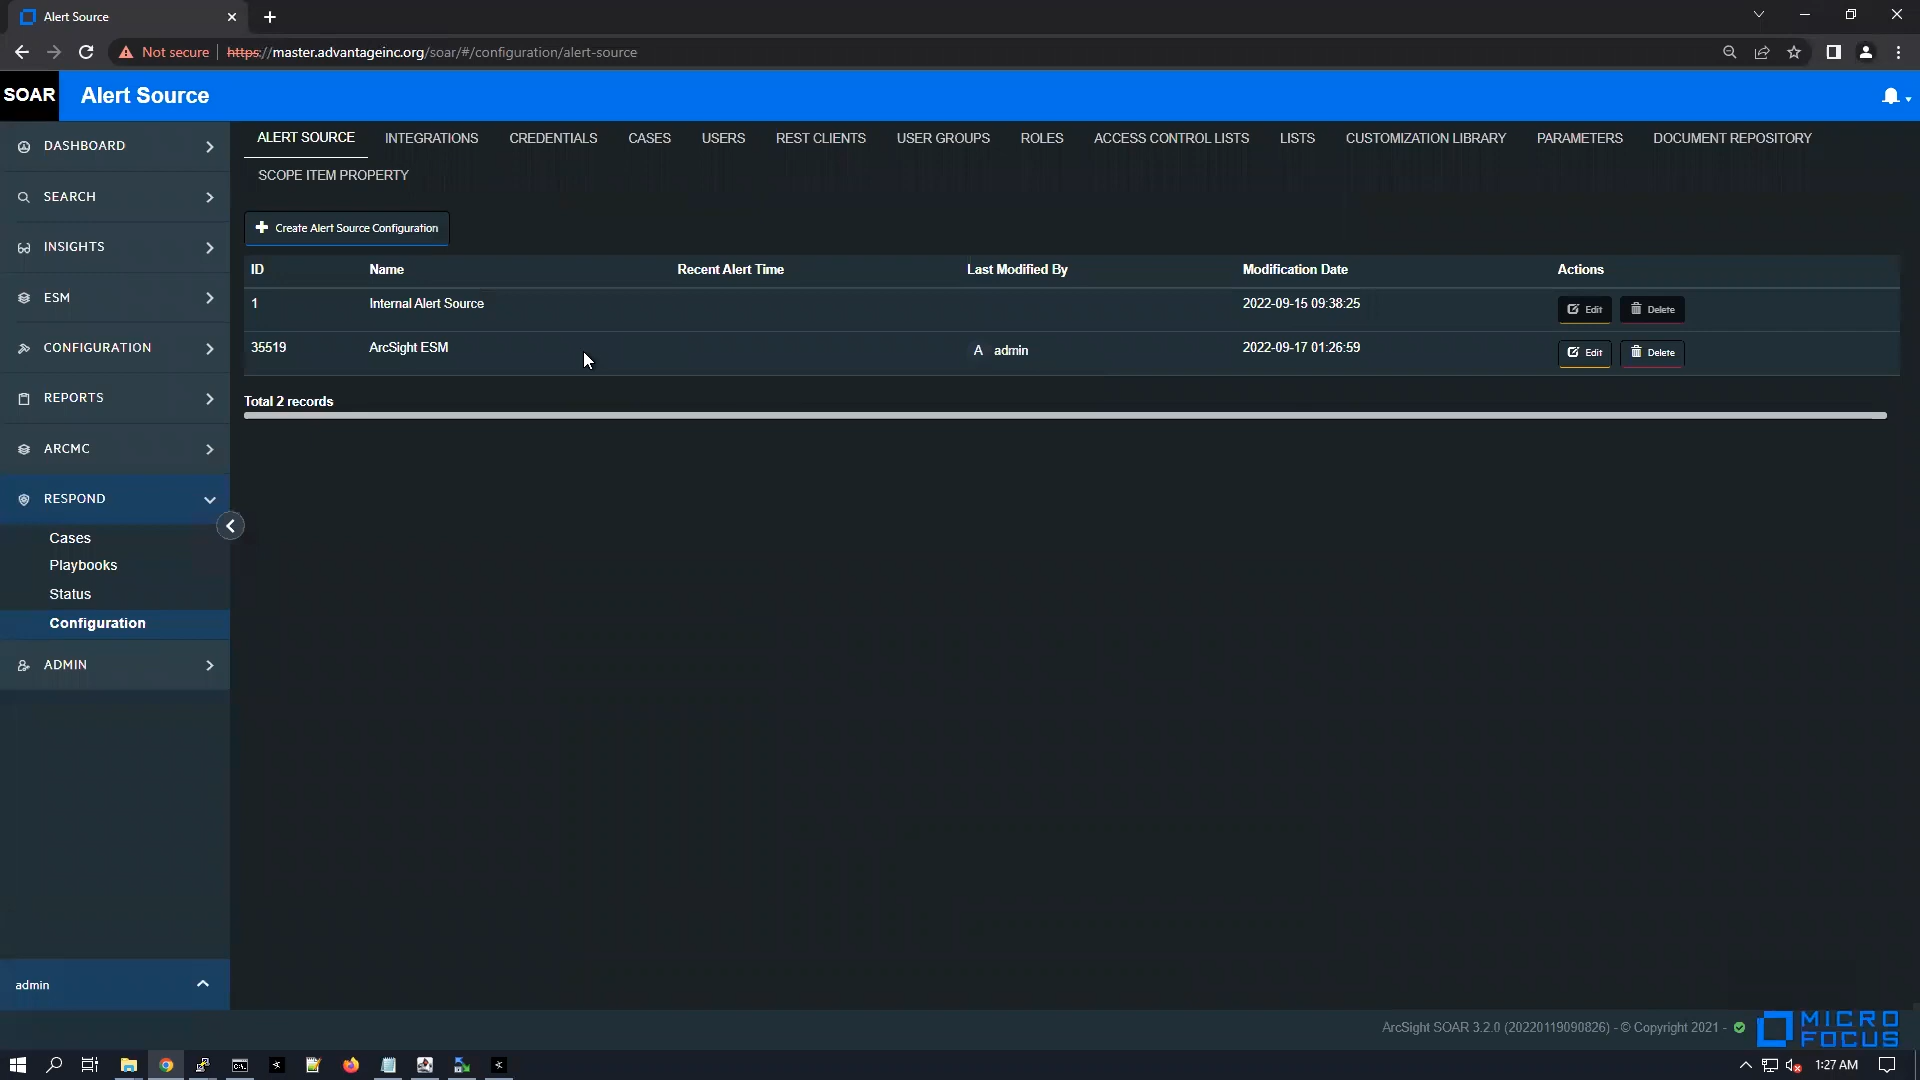 Alert Source
Not secure https://master.advantageinc.org/soar/#/configuration/alert-source
SOAR Alert Source
DASHBOARD
SEARCH
INSIGHTS
ESM
CONFIGURATION
REPORTS
ARCMC
RESPOND
Cases
Playbooks
Status
Configuration
ADMIN
admin
ALERT SOURCE INTEGRATIONS CREDENTIALS CASES USERS REST CLIENTS USER GROUPS ROLES ACCESS CONTROL LISTS LISTS CUSTOMIZATION LIBRARY PARAMETERS DOCUMENT REPOSITORY
SCOPE ITEM PROPERTY
Create Alert Source Configuration
ID Name Recent Alert Time Last Modified By Modification Date Actions
1 Internal Alert Source 2022-09-15 09:38:25 Edit Delete
35519 ArcSight ESM A admin 2022-09-17 01:26:59 Edit Delete
Total 2 records
ArcSight SOAR 3.2.0 (20220119090826) - © Copyright 2021 -
MICRO
FOCUS
1:27 AM